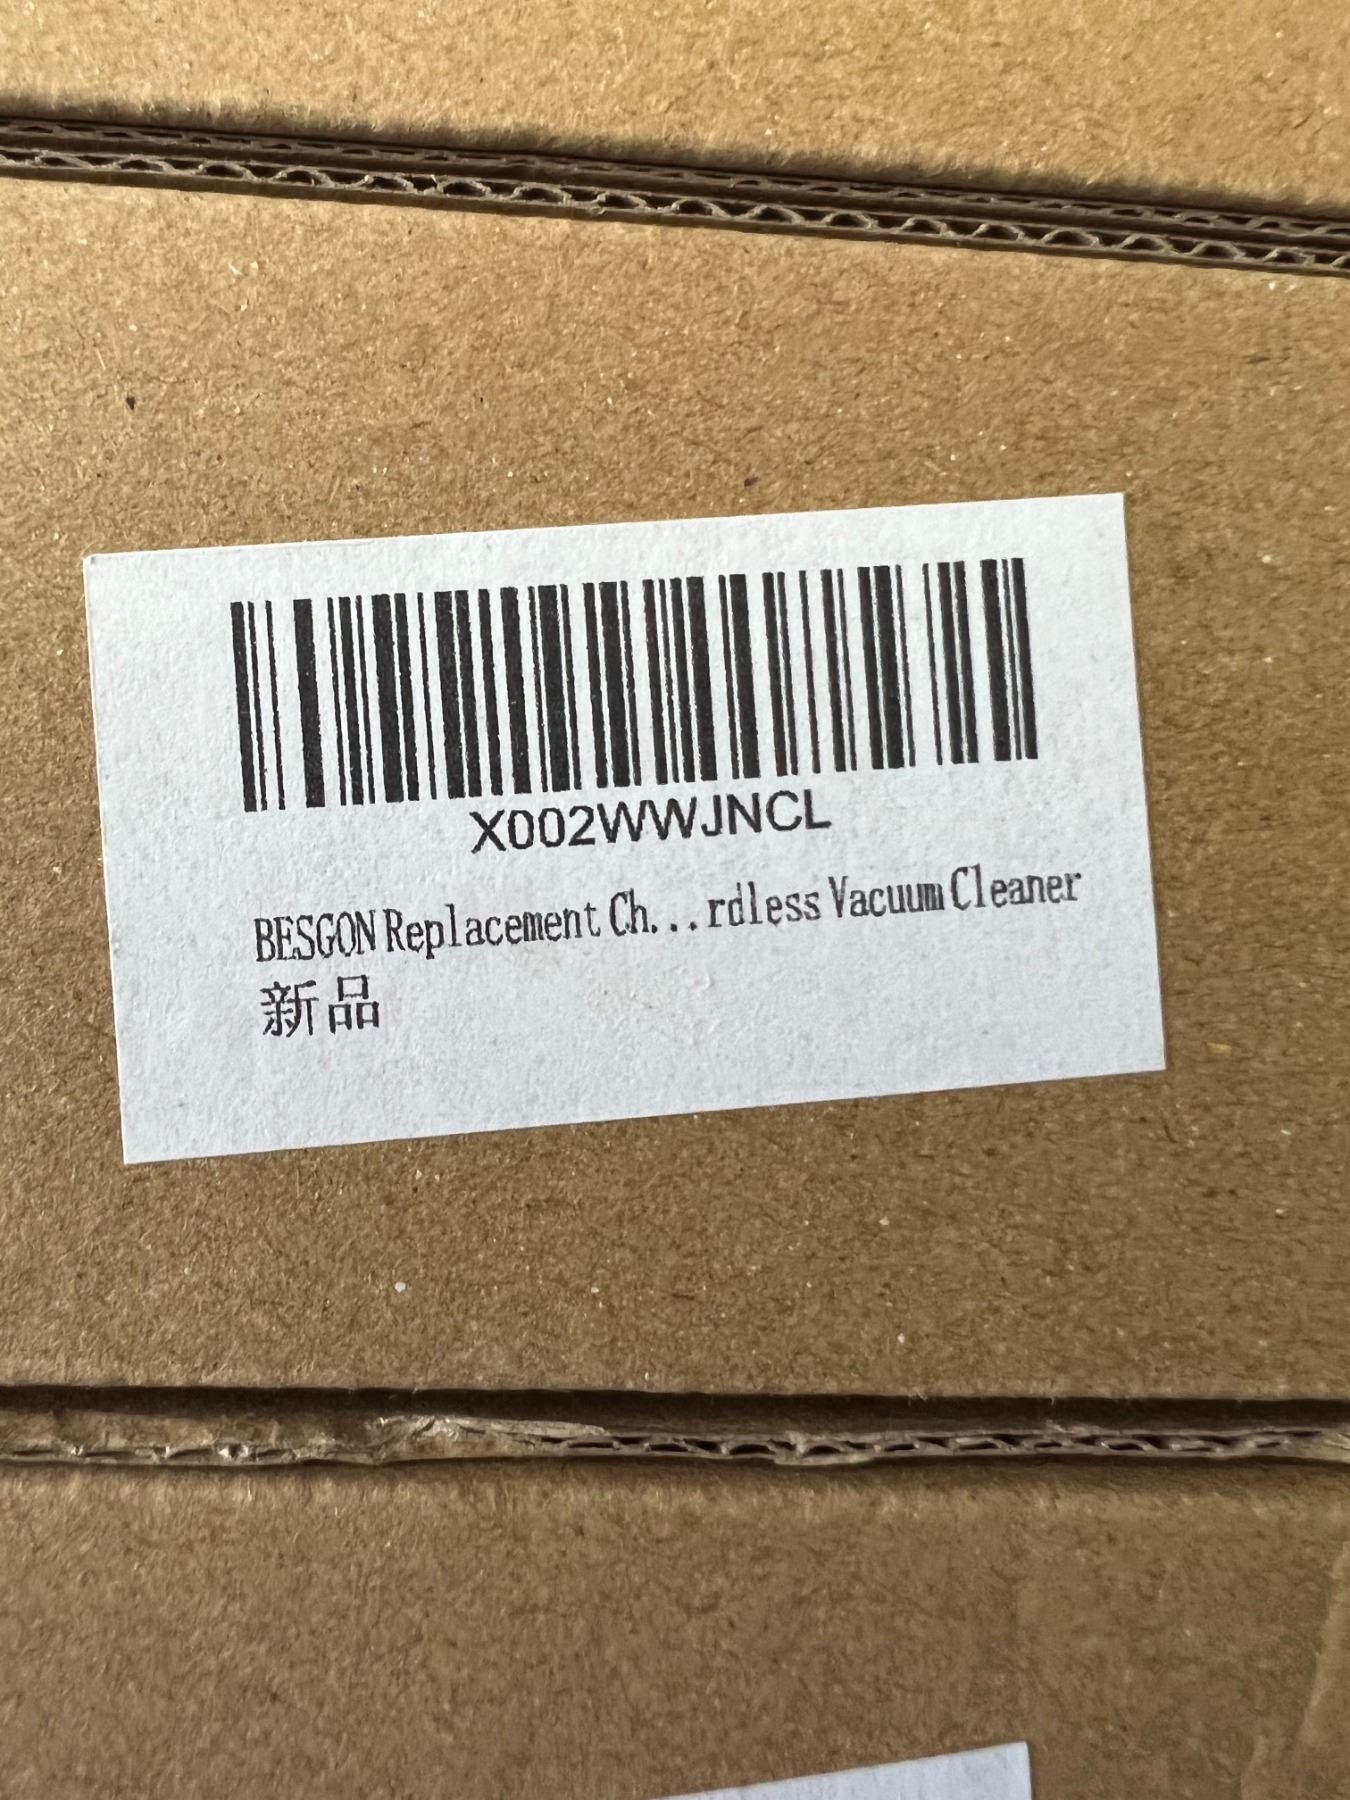 X002WWJNCL
BESGON Replacement Ch...rdless Vacuum Cleaner
新品